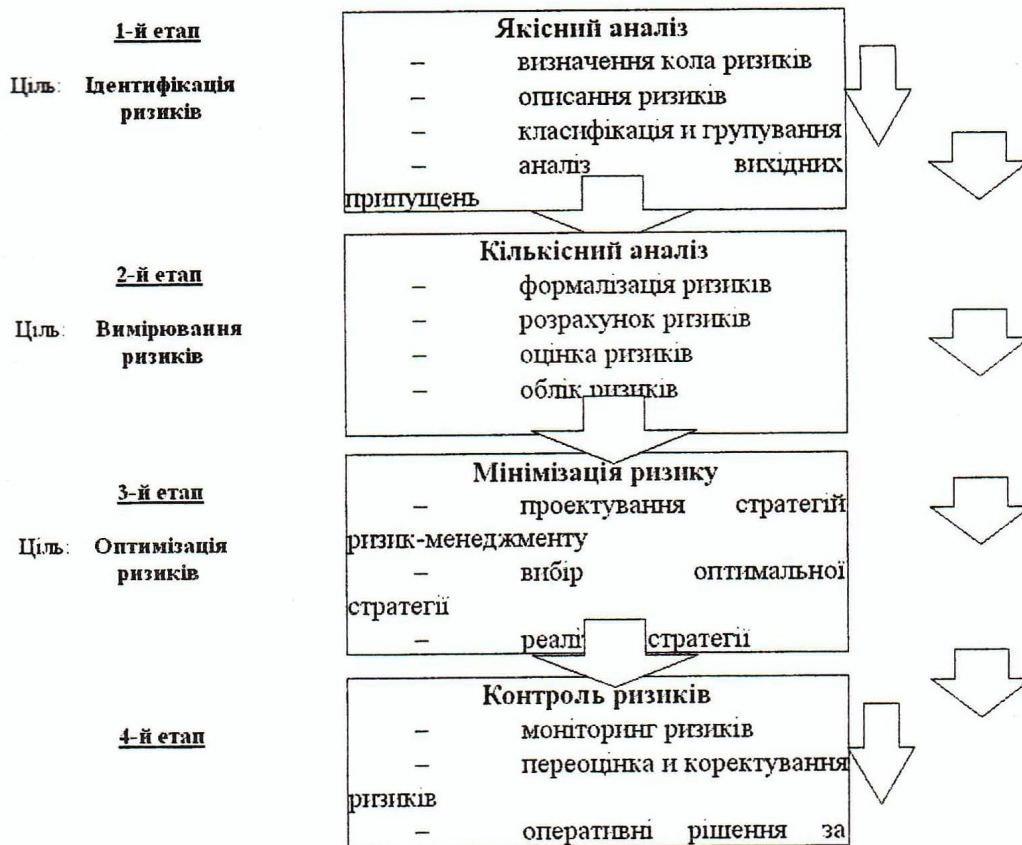 1-й етап
Ціль: Ідентифікація
ризиків
Якісний аналіз
– визначення кола ризиків
– описання ризиків
– класифікація и групування
– аналіз вихідних
припущень
2-й етап
Ціль: Вимірювання
ризиків
Кількісний аналіз
– формалізація ризиків
– розрахунок ризиків
– оцінка ризиків
– облік ризиків
3-й етап
Ціль: Оптимізація
ризиків
Мінімізація ризику
– проектування стратегій
ризик-менеджменту
– вибір оптимальної
стратегії
– реалі стратегії
4-й етап
Контроль ризиків
– моніторинг ризиків
– переоцінка и коректування
ризиків
– оперативні рішення за